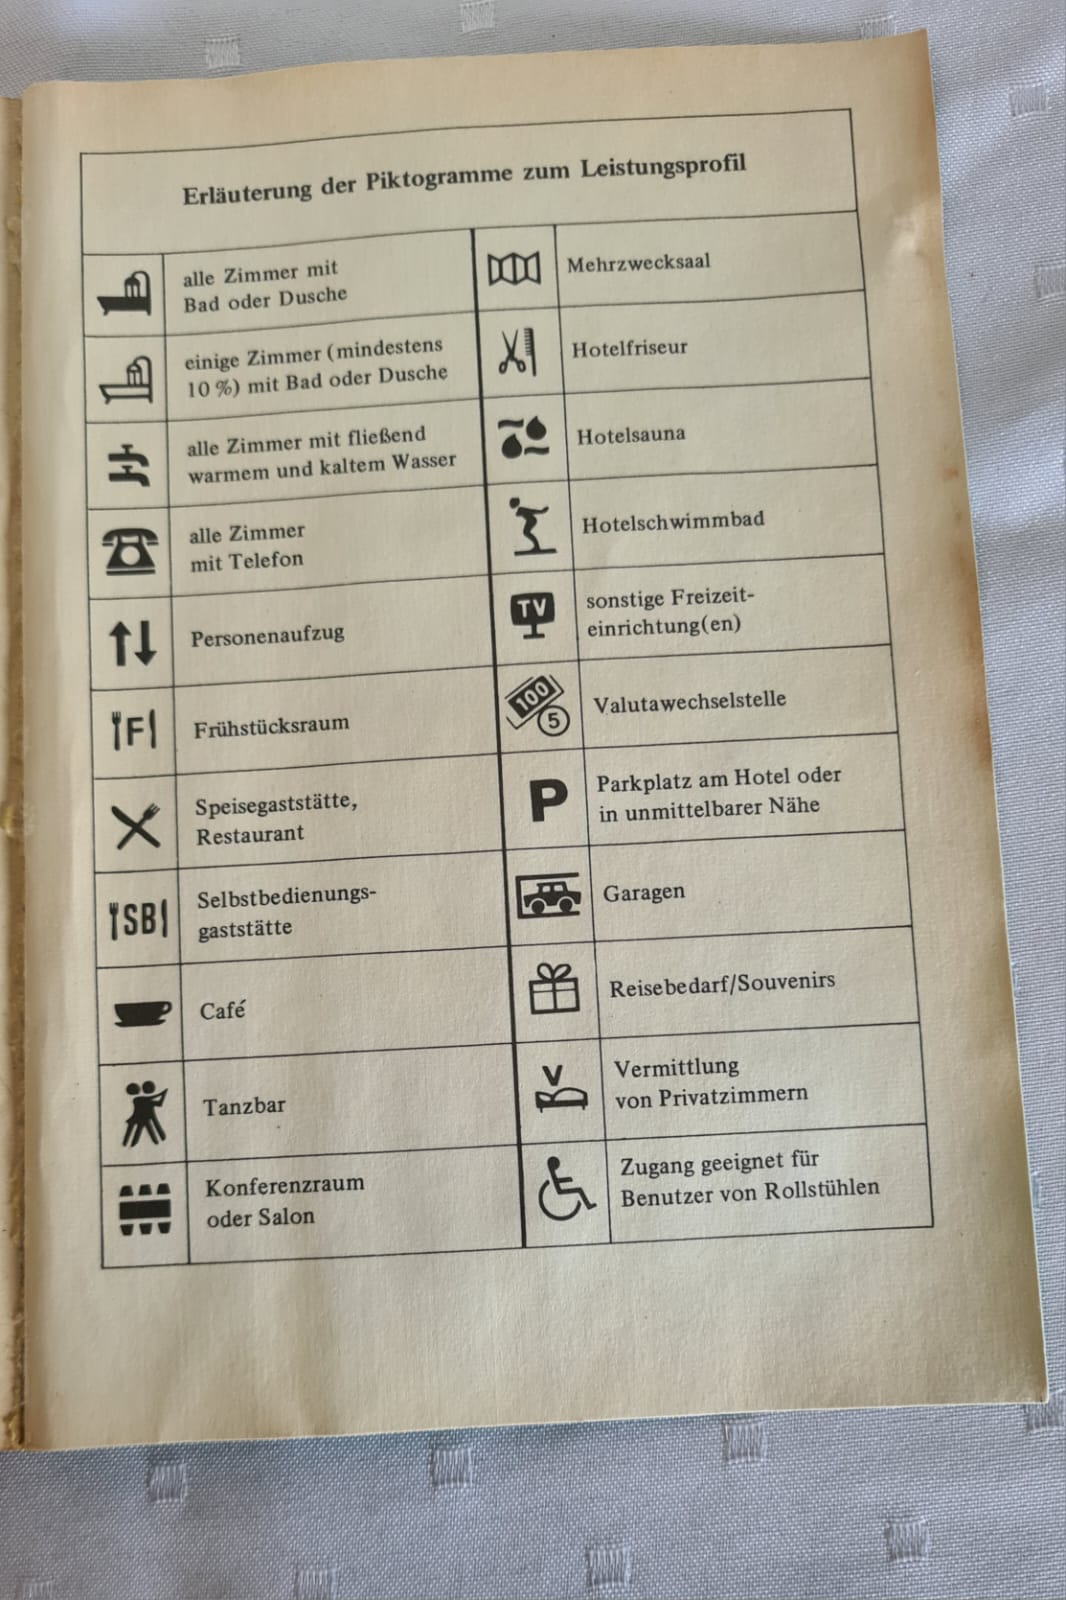 Erläuterung der Piktogramme zum Leistungsprofil
alle Zimmer mit
Bad oder Dusche
einige Zimmer (mindestens
10 %) mit Bad oder Dusche
alle Zimmer mit fließend
warmem und kaltem Wasser
alle Zimmer
mit Telefon
Personenaufzug
F
Frühstücksraum
Speisegaststätte,
Restaurant
SB
Selbstbedienungs-
gaststätte
Café
Tanzbar
Konferenzraum
oder Salon
Mehrzwecksaal
Hotelfriseur
Hotelsauna
Hotelschwimmbad
TV
sonstige Freizeit-
einrichtung(en)
100
5
Valutawechselstelle
P
Parkplatz am Hotel oder
in unmittelbarer Nähe
Garagen
Reisebedarf/Souvenirs
V
Vermittlung
von Privatzimmern
Zugang geeignet für
Benutzer von Rollstühlen